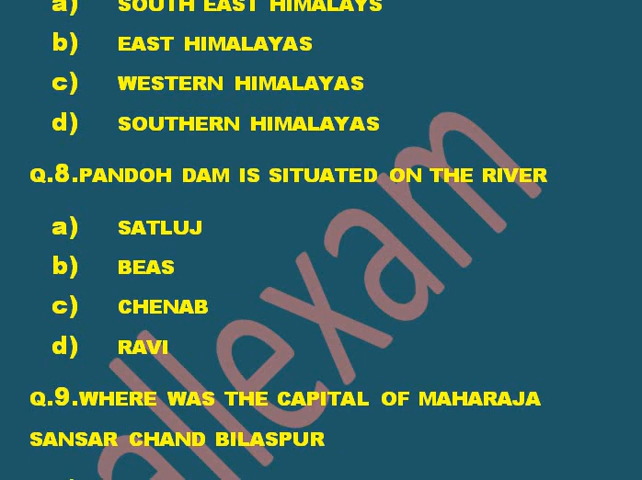 a) SOUTH EAST HIMALAYS
b) EAST HIMALAYAS
c) WESTERN HIMALAYAS
d) SOUTHERN HIMALAYAS
Q.8.PANDOH DAM IS SITUATED ON THE RIVER
a) SATLUJ
b) BEAS
c) CHENAB
d) RAVI
Q.9.WHERE WAS THE CAPITAL OF MAHARAJA
SANSAR CHAND BILASPUR
allexam